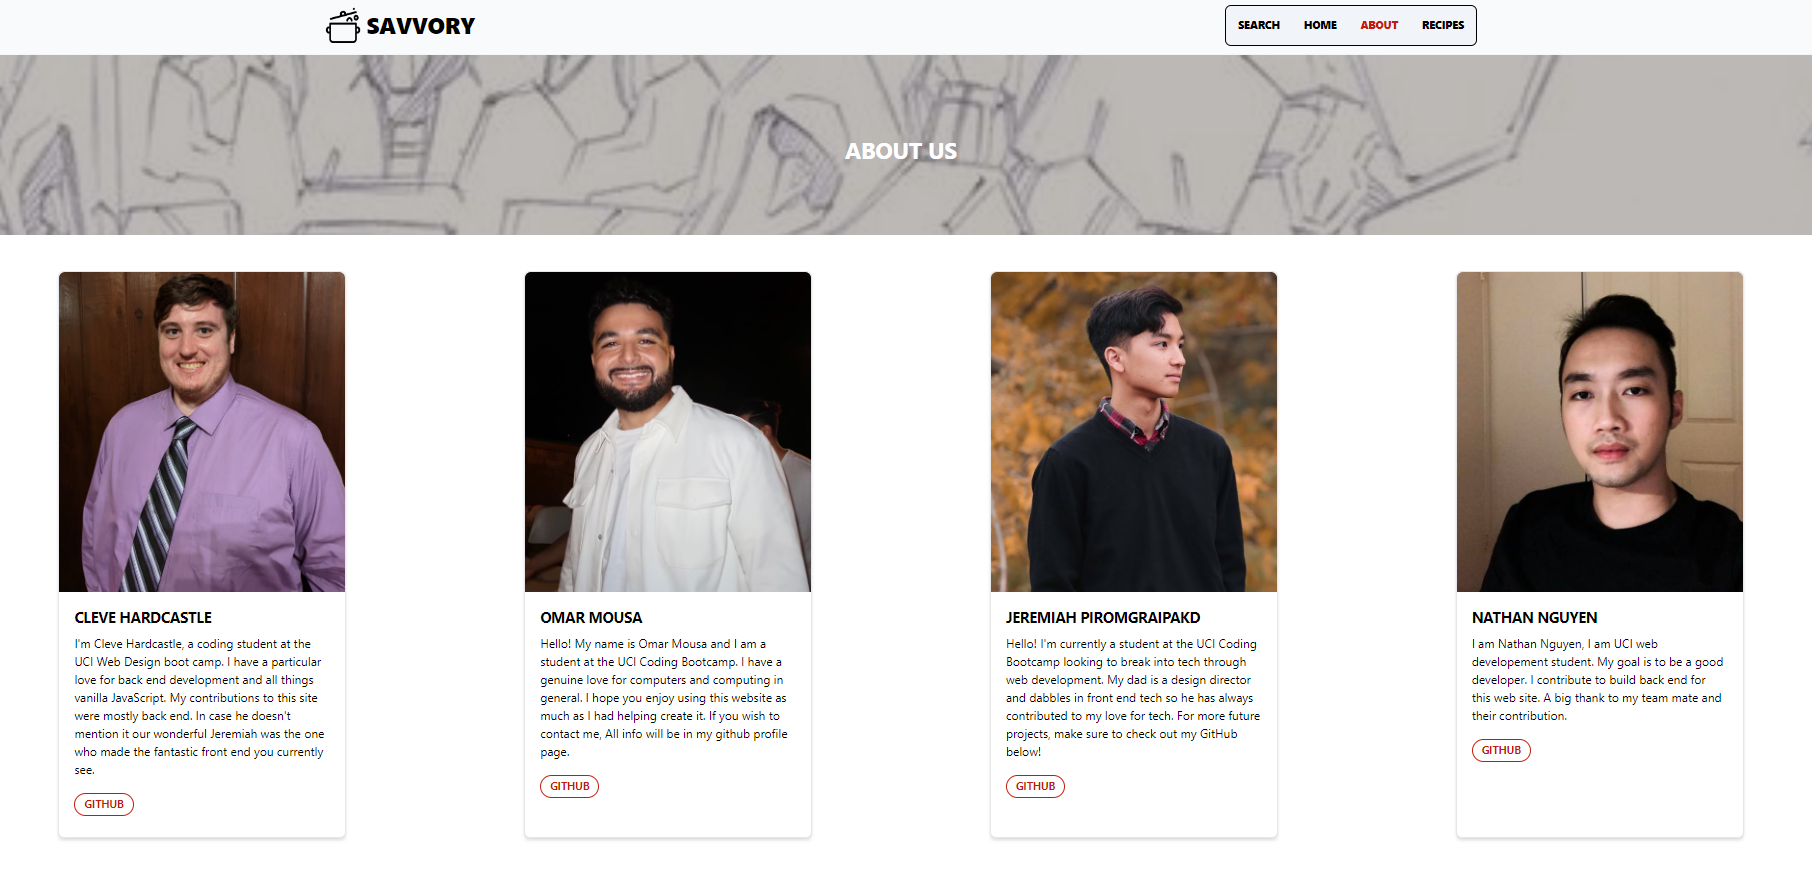 SAVVORY
SEARCH HOME ABOUT RECIPES
ABOUT US
CLEVE HARDCASTLE
I'm Cleve Hardcastle, a coding student at the
UCI Web Design boot camp. I have a particular
love for back end development and all things
vanilla JavaScript. My contributions to this site
were mostly back end. In case he doesn't
mention it our wonderful Jeremiah was the one
who made the fantastic front end you currently
see.
GITHUB
OMAR MOUSA
Hello! My name is Omar Mousa and I am a
student at the UCI Coding Bootcamp. I have a
genuine love for computers and computing in
general. I hope you enjoy using this website as
much as I had helping create it. If you wish to
contact me, All info will be in my github profile
page.
GITHUB
JEREMIAH PIROMGRAIPAKD
Hello! I'm currently a student at the UCI Coding
Bootcamp looking to break into tech through
web development. My dad is a design director
and dabbles in front end tech so he has always
contributed to my love for tech. For more future
projects, make sure to check out my GitHub
below!
GITHUB
NATHAN NGUYEN
I am Nathan Nguyen, I am UCI web
developement student. My goal is to be a good
developer. I contribute to build back end for
this web site. A big thank to my team mate and
their contribution.
GITHUB